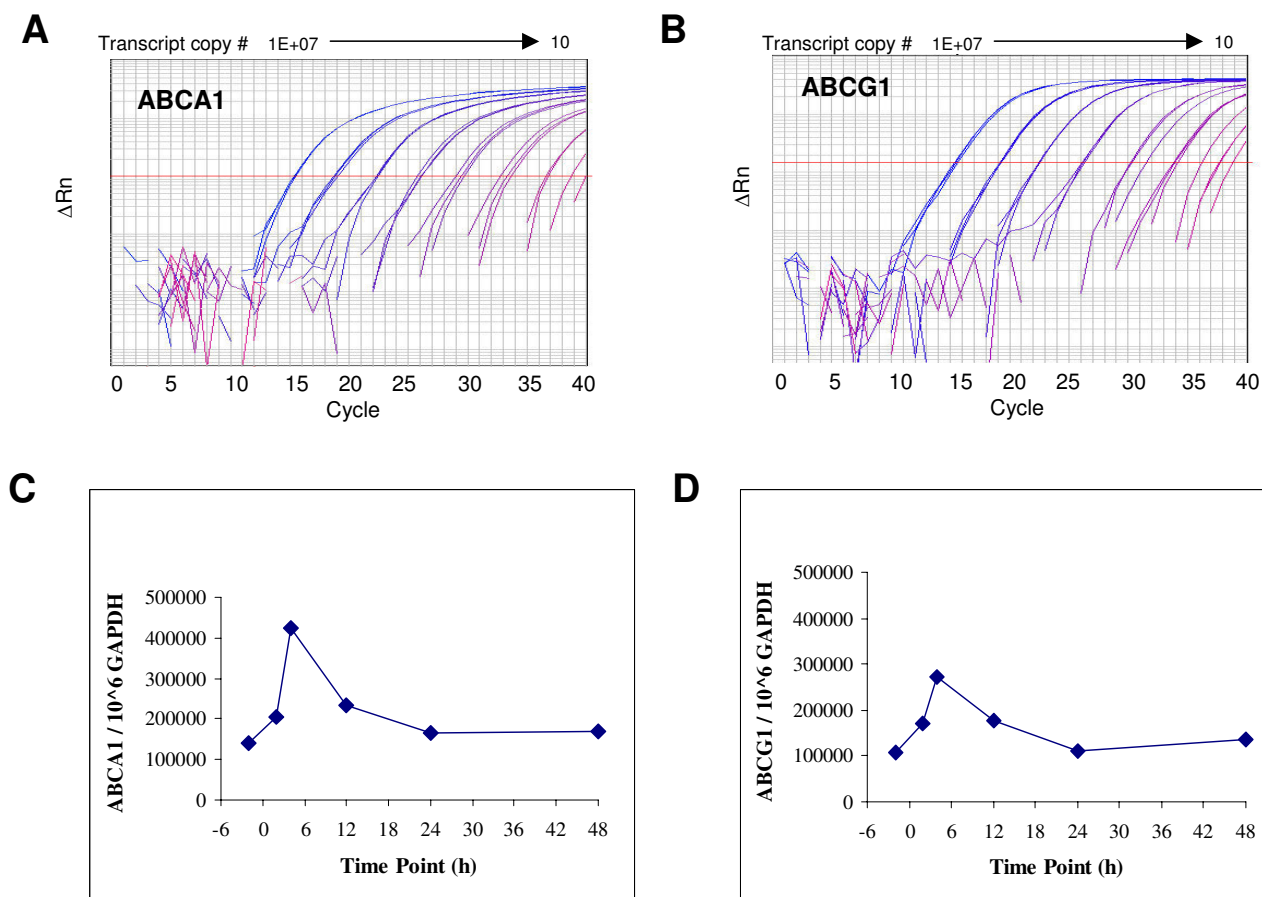 A
Transcript copy # 1E+07 10
ABCA1
ΔRn
0 5 10 15 20 25 30 35 40
Cycle
B
Transcript copy # 1E+07 10
ABCG1
ΔRn
0 5 10 15 20 25 30 35 40
Cycle
C
ABCA1 / 10^6 GAPDH
500000
400000
300000
200000
100000
0
-6 0 6 12 24 30 36 42 48
Time Point (h)
D
ABCG1 / 10^6 GAPDH
500000
400000
300000
200000
100000
0
-6 0 6 12 24 30 36 42 48
Time Point (h)